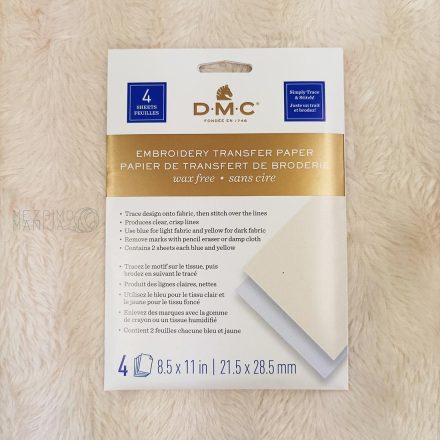 4
SHEETS
FEUILLES
D·M·C
FONDÉE EN 1746
Simply Trace
& Stitch!
Juste un trait
et brodez!
EMBROIDERY TRANSFER PAPER
PAPIER DE TRANSFERT DE BRODERIE
wax free • sans cire
• Trace design onto fabric, then stitch over the lines
• Produces clear, crisp lines
• Use blue for light fabric and yellow for dark fabric
• Remove marks with pencil eraser or damp cloth
• Contains 2 sheets each blue and yellow
• Tracez le motif sur le tissue, puis
brodez en suivant le tracé
• Produit des lignes claires, nettes
• Utilisez le bleu pour le tissu clair et
le jaune pour le tissu foncé
• Enlevez des marques avec la gomme
de crayon ou un tissue humidifié
• Contient 2 feuilles chacune bleu et jaune
4 8.5 x 11 in | 21.5 x 28.5 mm
MEZGIMO
MANIJA